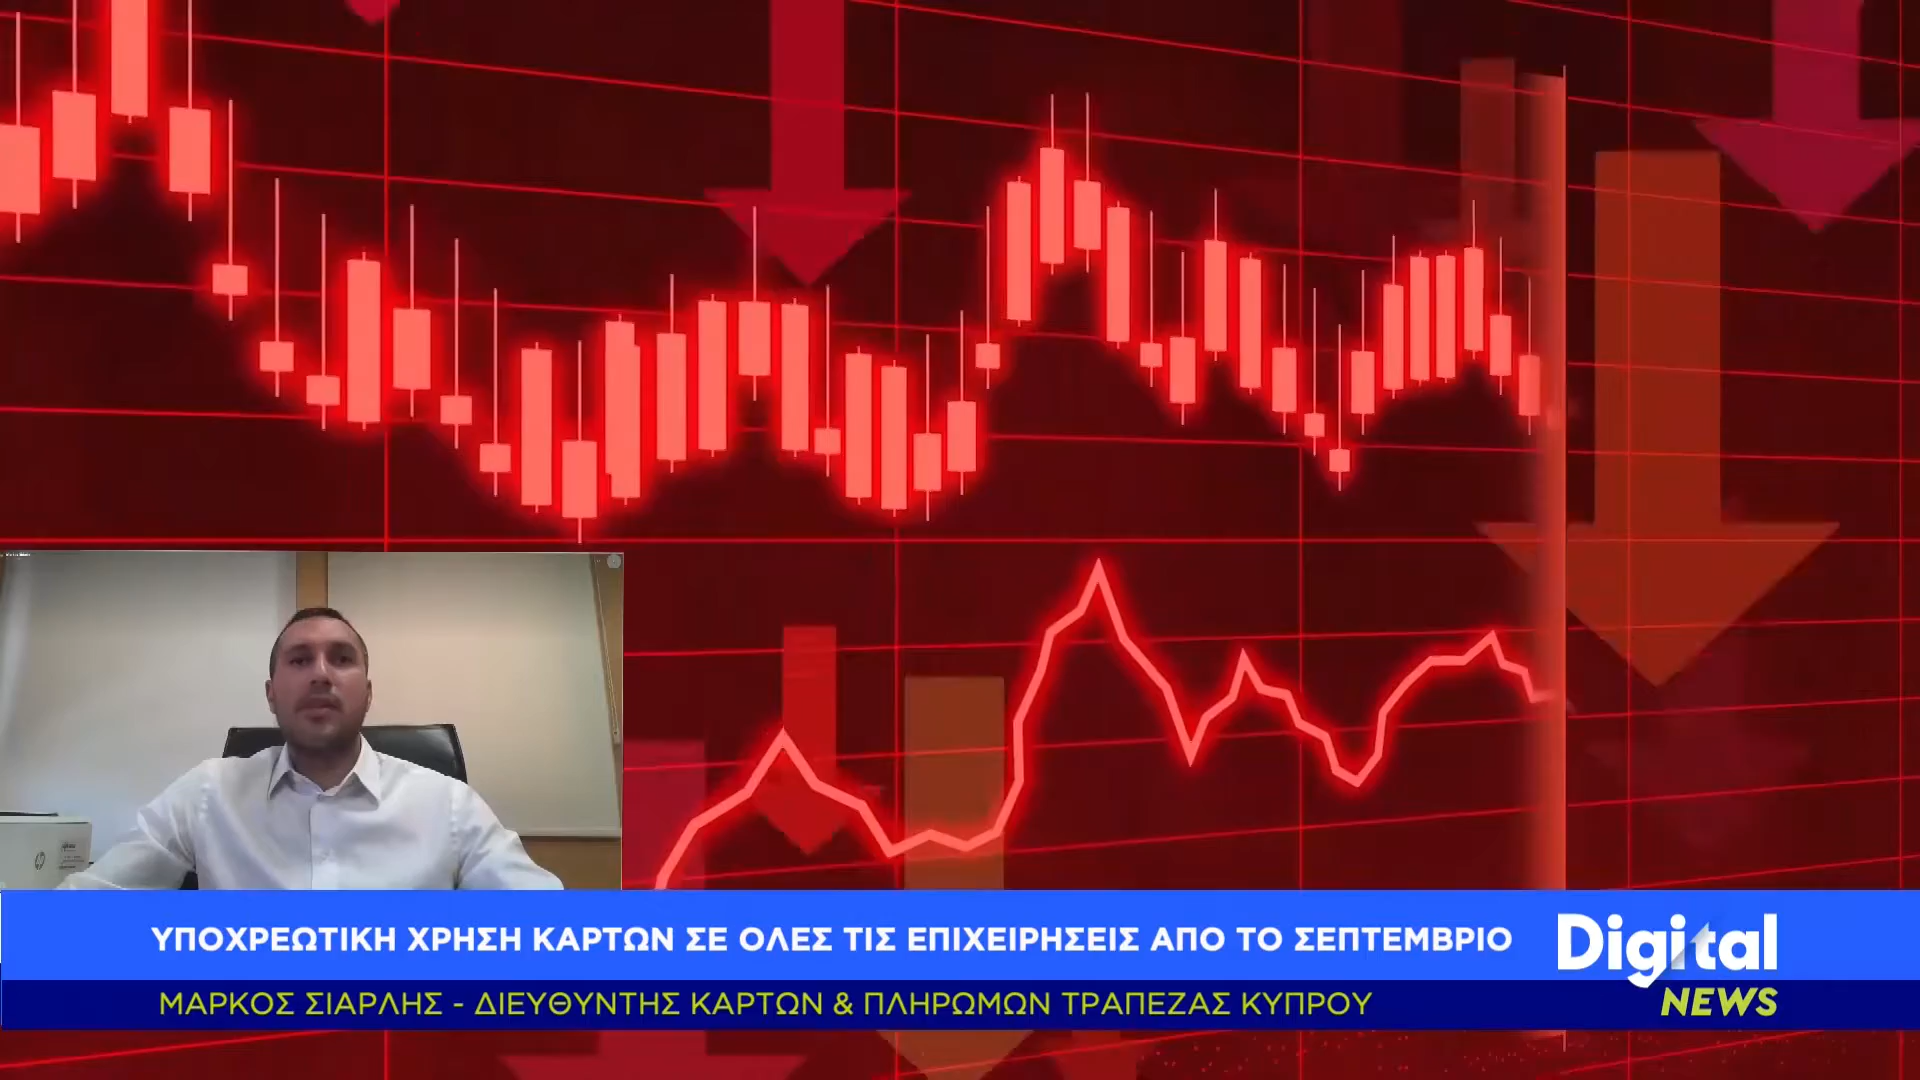 ΥΠΟΧΡΕΩΤΙΚΗ ΧΡΗΣΗ ΚΑΡΤΩΝ ΣΕ ΟΛΕΣ ΤΙΣ ΕΠΙΧΕΙΡΗΣΕΙΣ ΑΠΟ ΤΟ ΣΕΠΤΕΜΒΡΙΟ
Digital
NEWS
ΜΑΡΚΟΣ ΣΙΑΡΛΗΣ - ΔΙΕΥΘΥΝΤΗΣ ΚΑΡΤΩΝ & ΠΛΗΡΩΜΩΝ ΤΡΑΠΕΖΑΣ ΚΥΠΡΟΥ
hp